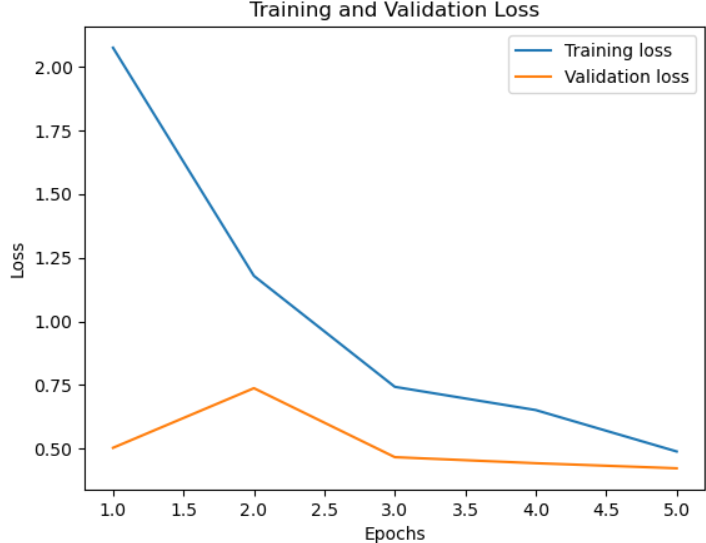 Training and Validation Loss
Training loss
Validation loss
2.00
1.75
1.50
1.25
1.00
0.75
0.50
Loss
1.0 1.5 2.0 2.5 3.0 3.5 4.0 4.5 5.0
Epochs